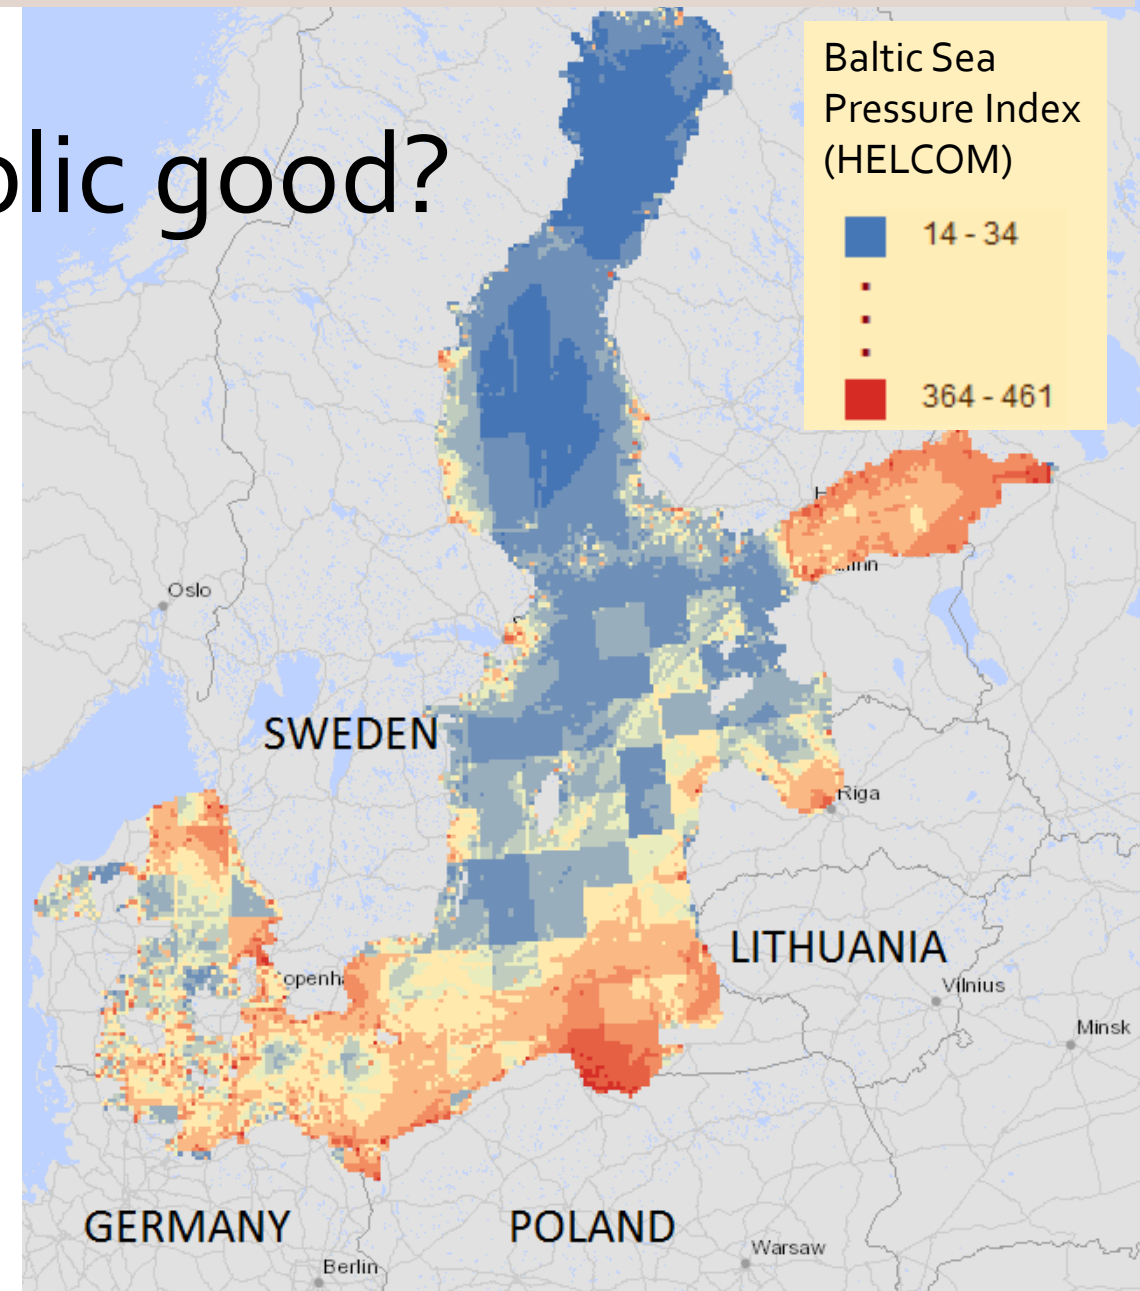 Baltic Sea
Pressure Index
(HELCOM)
14 - 34
364 - 461
good?
Oslo
SWEDEN
Riga
LITHUANIA
Vilnius
Minsk
GERMANY
POLAND
Warsaw
Berlin